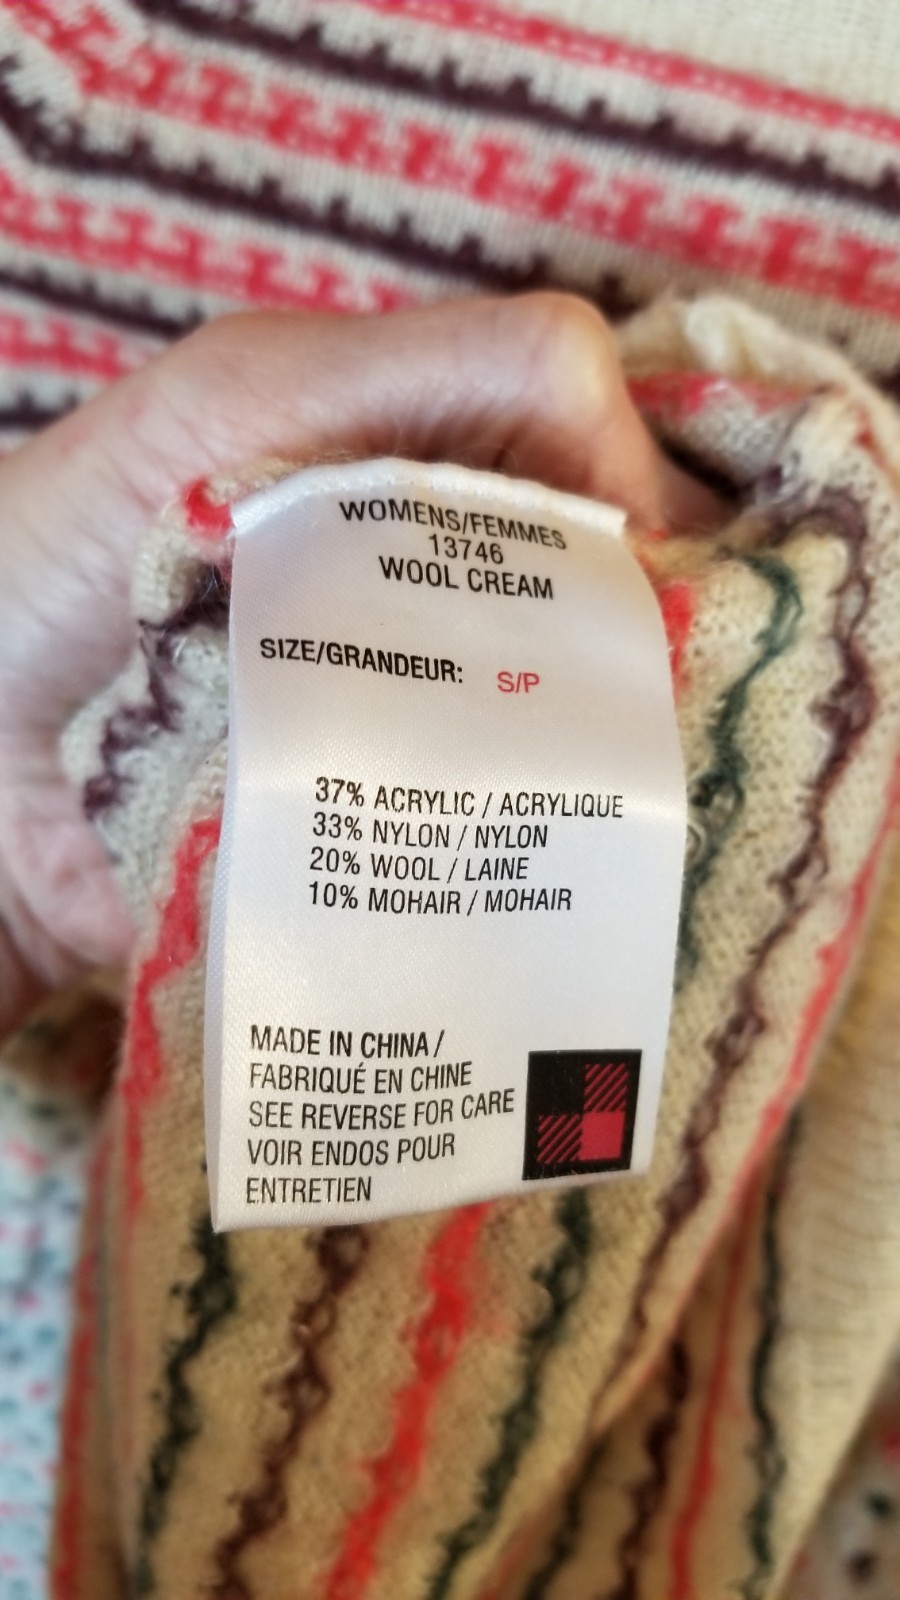 WOMENS/FEMMES
13746
WOOL CREAM
SIZE/GRANDEUR: S/P
37% ACRYLIC / ACRYLIQUE
33% NYLON / NYLON
20% WOOL / LAINE
10% MOHAIR / MOHAIR
MADE IN CHINA /
FABRIQUÉ EN CHINE
SEE REVERSE FOR CARE
VOIR ENDOS POUR
ENTRETIEN